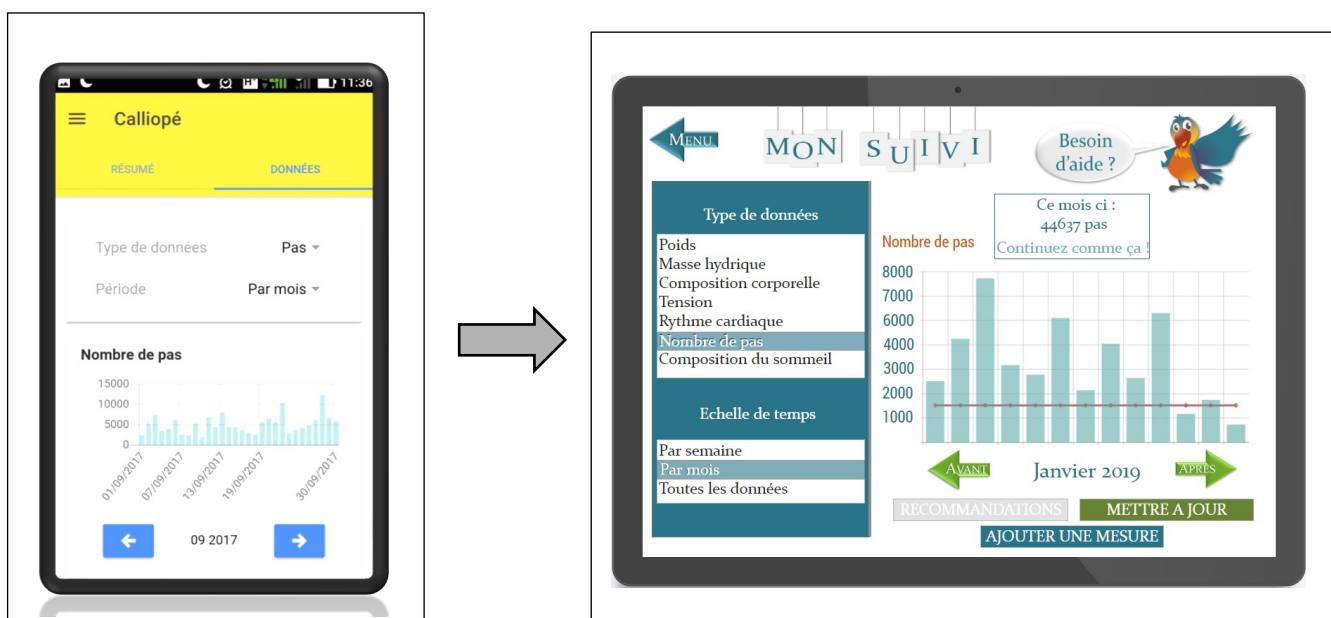 11:36
Calliopé
RÉSUMÉ DONNÉES
Type de données Pas
Période Par mois
Nombre de pas
15000
10000
5000
0
01/09/2017 07/09/2017 13/09/2017 19/09/2017 30/09/2017
09 2017
MENU
MON SUIVI
Besoin
d'aide ?
Type de données
Poids
Masse hydrique
Composition corporelle
Tension
Rythme cardiaque
Nombre de pas
Composition du sommeil
Echelle de temps
Par semaine
Par mois
Toutes les données
Ce mois ci :
44637 pas
Continuez comme ça !
Nombre de pas
8000
7000
6000
4000
3000
2000
1000
AVANT Janvier 2019 APRÈS
RECOMMANDATIONS METTRE A JOUR
AJOUTER UNE MESURE